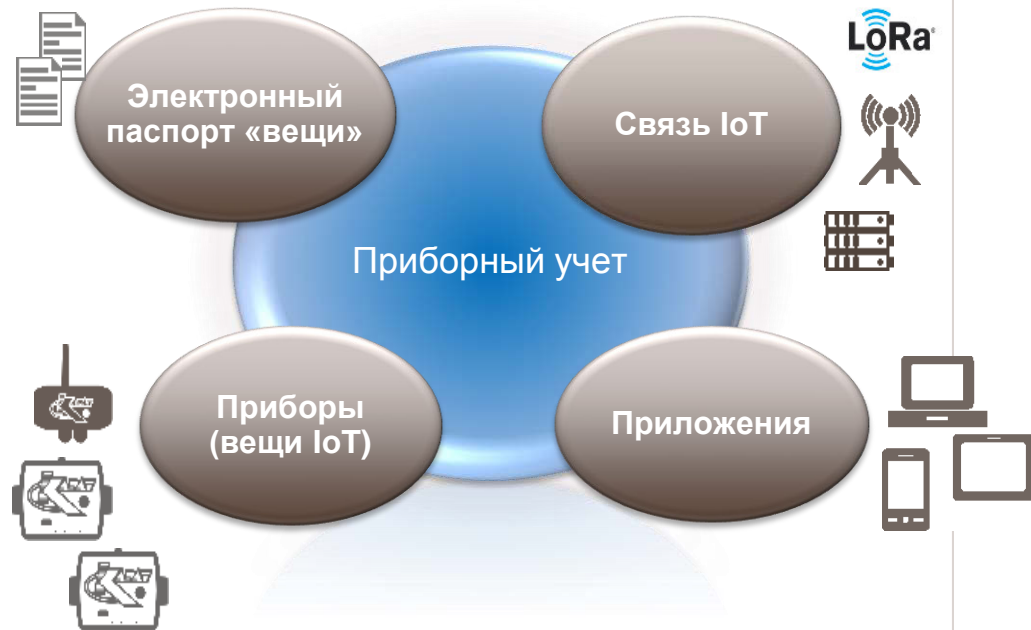 LoRa
Электронный
паспорт «вещи»
Связь IoT
Приборный учет
Приборы
(вещи IoT)
Приложения